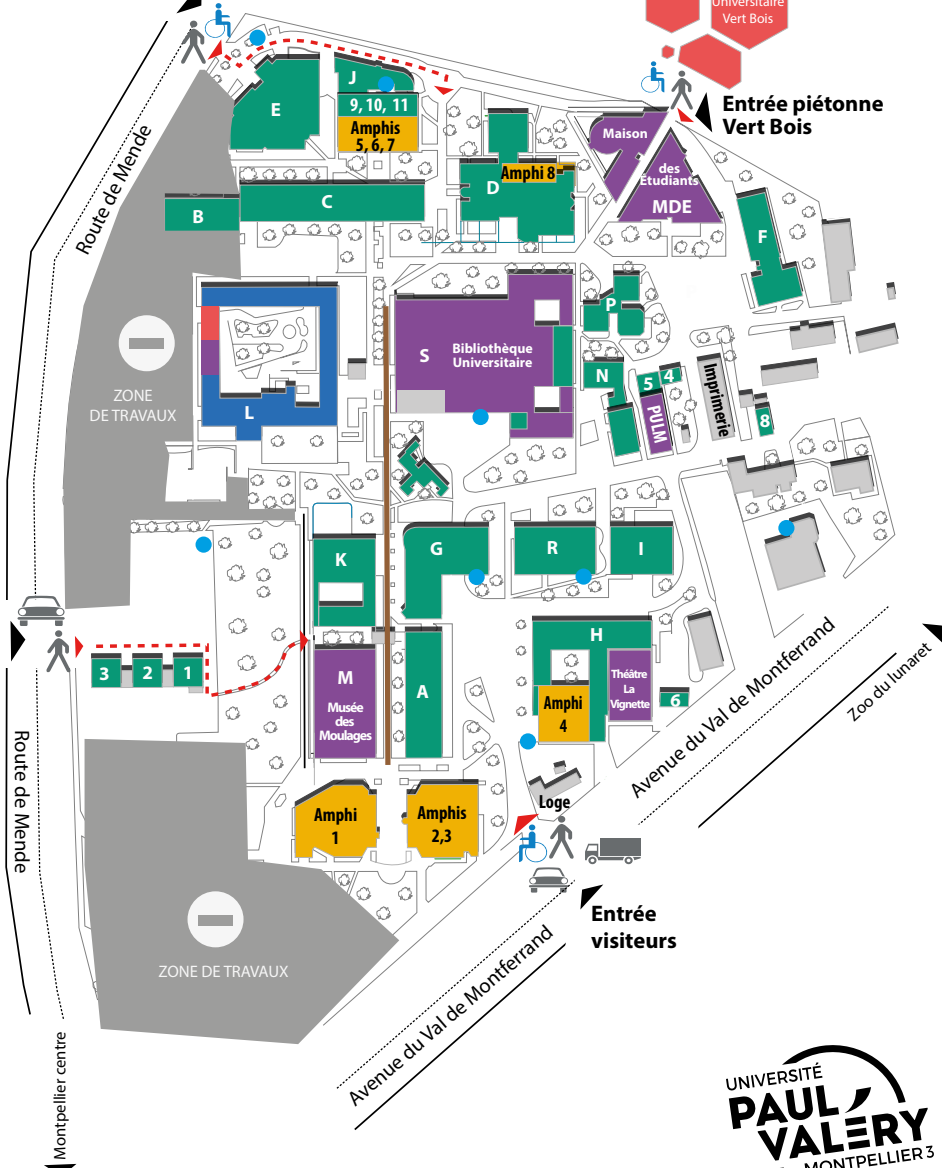 Universitaire
Vert Bois
Entrée piétonne
Vert Bois
J
E
9, 10, 11
Amphis
5, 6, 7
Maison
des
Étudiants
MDE
Amphi 8
D
C
B
F
Route de Mende
P
S
Bibliothèque
Universitaire
L
N
5
4
PULM
Imprimerie
8
ZONE
DE TRAVAUX
K
G
R
I
H
3
2
1
M
Musée
des
Moulages
A
Théâtre
La
Vignette
Amphi
4
6
Avenue du Val de Montferrand
Zoo du lunaret
Route de Mende
Amphi
1
Amphis
2,3
Loge
Entrée
visiteurs
ZONE DE TRAVAUX
Avenue du Val de Montferrand
Montpellier centre
UNIVERSITÉ
PAUL
VALÉRY
MONTPELLIER 3